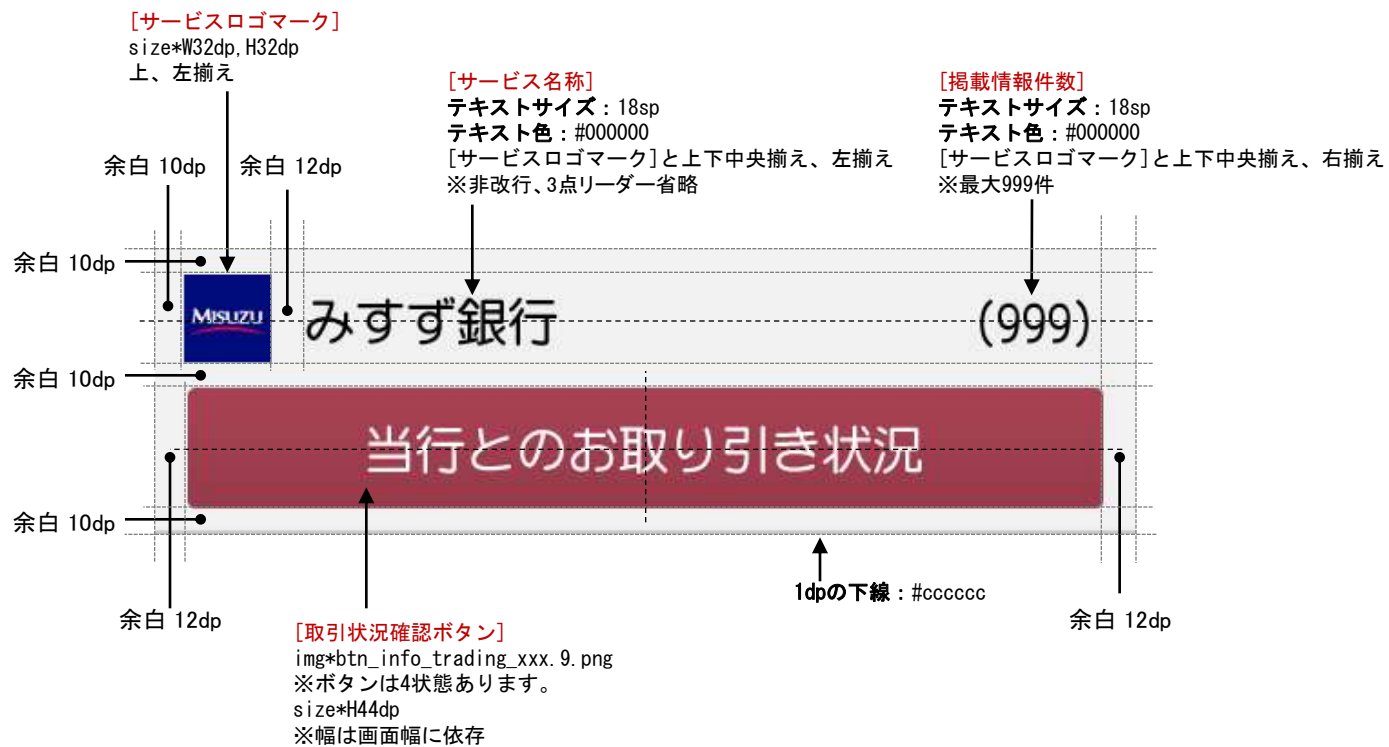 [サービスロゴマーク]
size*W32dp,H32dp
上、左揃え
[サービス名称]
テキストサイズ：18sp
テキスト色：#000000
[サービスロゴマーク]と上下中央揃え、左揃え
※非改行、3点リーダー省略
[掲載情報件数]
テキストサイズ：18sp
テキスト色：#000000
[サービスロゴマーク]と上下中央揃え、右揃え
※最大999件
余白 10dp
余白 12dp
余白 10dp
MISUZU
みすず銀行
(999)
余白 10dp
当行とのお取り引き状況
余白 10dp
1dpの下線：#cccccc
余白 12dp
余白 12dp
[取引状況確認ボタン]
img*btn_info_trading_xxx.9.png
※ボタンは4状態あります。
size*H44dp
※幅は画面幅に依存